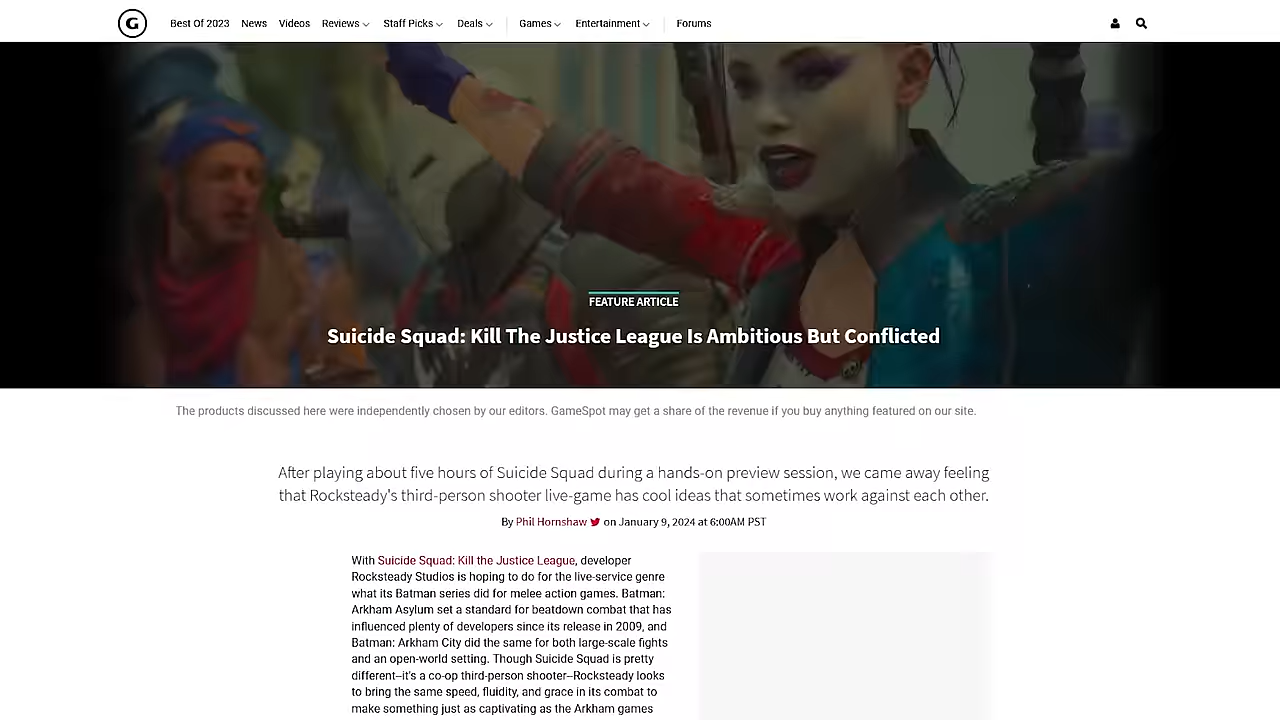 G
Best Of 2023 News Videos Reviews Staff Picks Deals Games Entertainment Forums
FEATURE ARTICLE
Suicide Squad: Kill The Justice League Is Ambitious But Conflicted
The products discussed here were independently chosen by our editors. GameSpot may get a share of the revenue if you buy anything featured on our site.
After playing about five hours of Suicide Squad during a hands-on preview session, we came away feeling
that Rocksteady's third-person shooter live-game has cool ideas that sometimes work against each other.
By Phil Hornshaw on January 9, 2024 at 6:00AM PST
With Suicide Squad: Kill the Justice League, developer
Rocksteady Studios is hoping to do for the live-service genre
what its Batman series did for melee action games. Batman:
Arkham Asylum set a standard for beatdown combat that has
influenced plenty of developers since its release in 2009, and
Batman: Arkham City did the same for both large-scale fights
and an open-world setting. Though Suicide Squad is pretty
different--it's a co-op third-person shooter--Rocksteady looks
to bring the same speed, fluidity, and grace in its combat to
make something just as captivating as the Arkham games